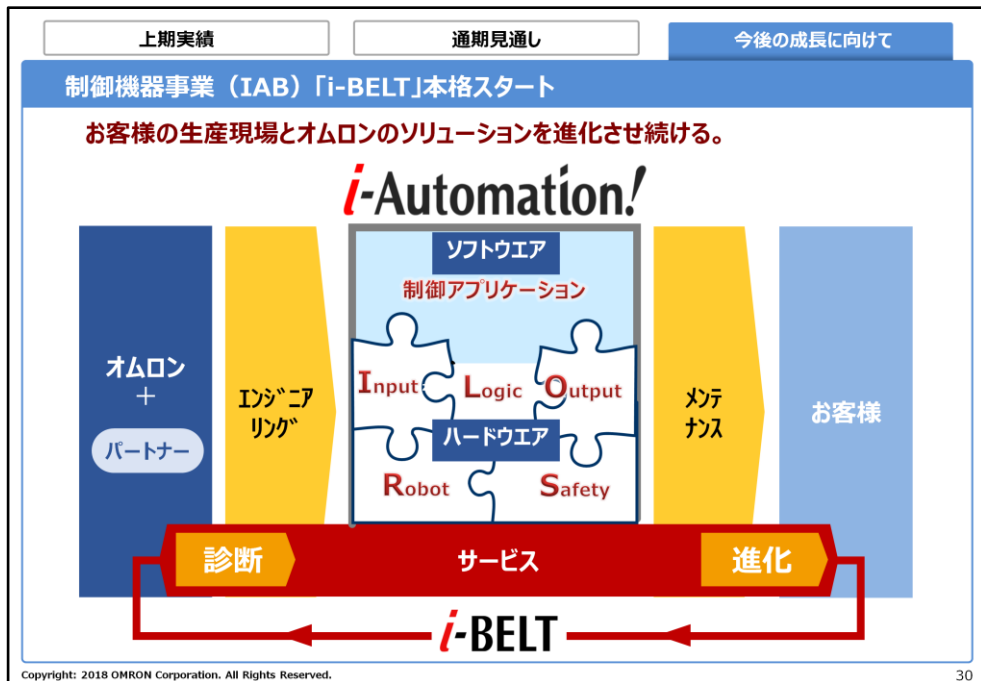 上期実績
通期見通し
今後の成長に向けて
制御機器事業（IAB）「i-BELT」本格スタート
お客様の生産現場とオムロンのソリューションを進化させ続ける。
i-Automation!
ソフトウエア
制御アプリケーション
オムロン
+
パートナー
ｴﾝｼﾞﾆｱ
ﾘﾝｸﾞ
Input
Logic
Output
ハードウエア
Robot
Safety
ﾒﾝﾃ
ﾅﾝｽ
お客様
診断
サービス
進化
i-BELT
Copyright: 2018 OMRON Corporation. All Rights Reserved.
30